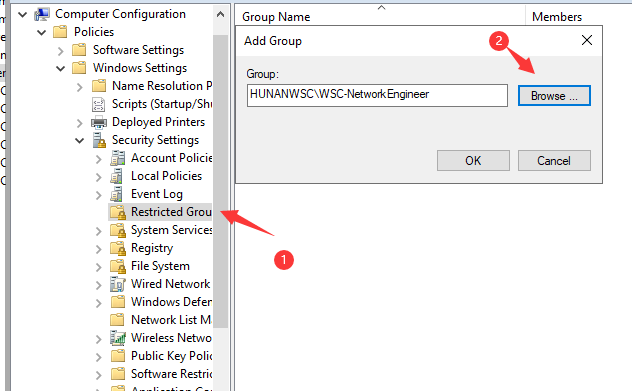 Computer Configuration
Policies
Software Settings
Windows Settings
Name Resolution P
Scripts (Startup/Shu
Deployed Printers
Security Settings
Account Policie
Local Policies
Event Log
Restricted Grou
System Services
Registry
File System
Wired Network
Windows Defen
Network List M
Wireless Netwo
Public Key Polic
Software Restric
Application Con
Group Name
Members
Add Group
2
Group:
HUNANWSC\WSC-NetworkEngineer
Browse ...
OK
Cancel
1